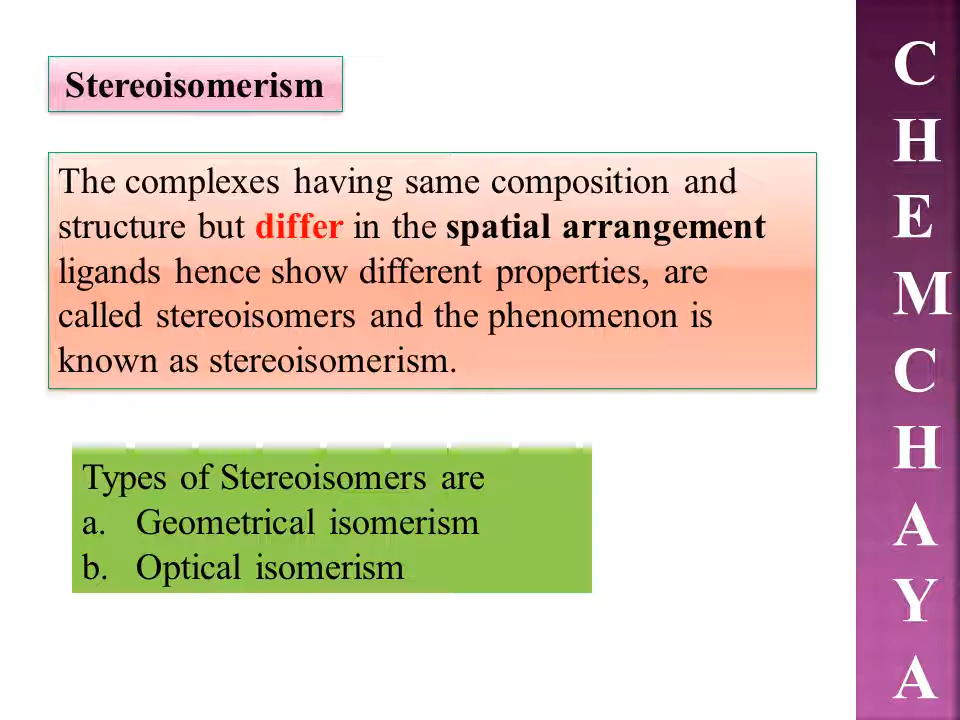 Stereoisomerism
The complexes having same composition and
structure but differ in the spatial arrangement
ligands hence show different properties, are
called stereoisomers and the phenomenon is
known as stereoisomerism.
Types of Stereoisomers are
a. Geometrical isomerism
b. Optical isomerism
C
H
E
M
C
H
A
Y
A